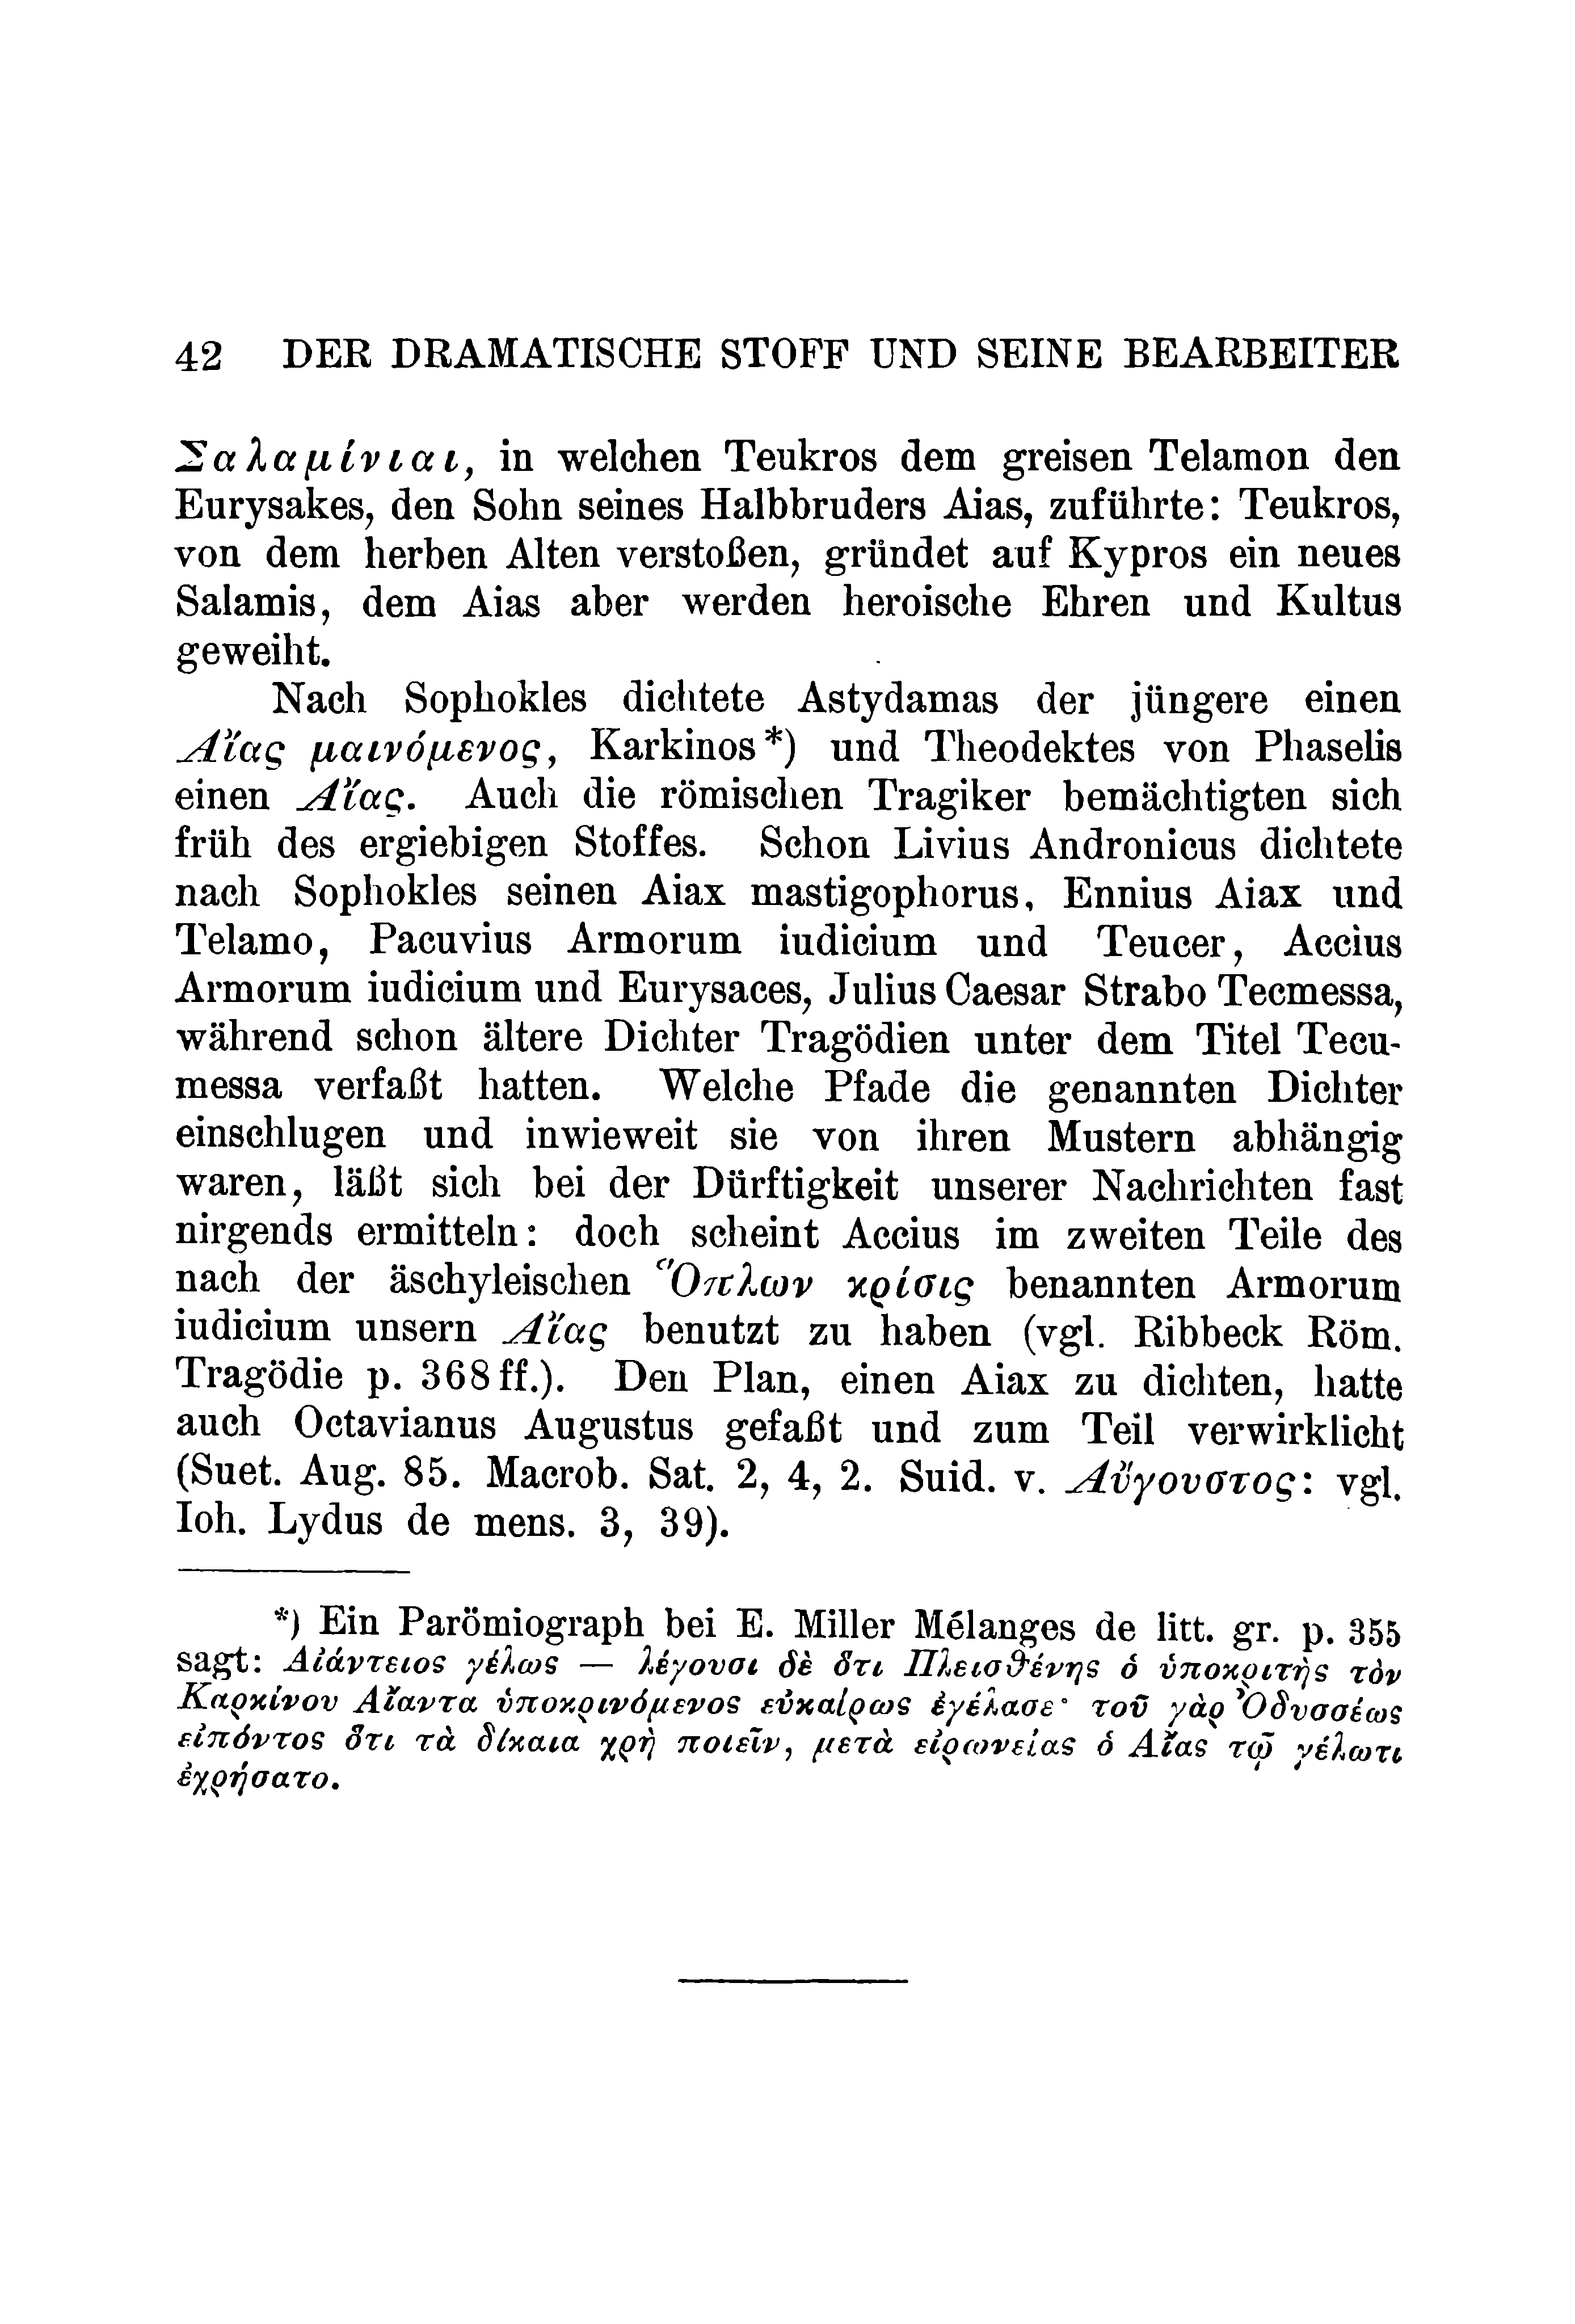 42 DER DRAMATISCHE STOFF UND SEINE BEARBEITER
Σαλαμίνιαι, in welchen Teukros dem greisen Telamon den
Eurysakes, den Sohn seines Halbbruders Aias, zuführte: Teukros,
von dem herben Alten verstoßen, gründet auf Kypros ein neues
Salamis, dem Aias aber werden heroische Ehren und Kultus
geweiht.
Nach Sophokles dichtete Astydamas der jüngere einen
Αἴας μαινόμενος, Karkinos*) und Theodektes von Phaselis
einen Αἴας. Auch die römischen Tragiker bemächtigten sich
früh des ergiebigen Stoffes. Schon Livius Andronicus dichtete
nach Sophokles seinen Aiax mastigophorus, Ennius Aiax und
Telamo, Pacuvius Armorum iudicium und Teucer, Accius
Armorum iudicium und Eurysaces, Julius Caesar Strabo Tecmessa,
während schon ältere Dichter Tragödien unter dem Titel Tecu-
messa verfaßt hatten. Welche Pfade die genannten Dichter
einschlugen und inwieweit sie von ihren Mustern abhängig
waren, läßt sich bei der Dürftigkeit unserer Nachrichten fast
nirgends ermitteln: doch scheint Accius im zweiten Teile des
nach der äschyleischen Ὅπλων κρίσις benannten Armorum
iudicium unsern Αἴας benutzt zu haben (vgl. Ribbeck Röm.
Tragödie p. 368 ff.). Den Plan, einen Aiax zu dichten, hatte
auch Octavianus Augustus gefaßt und zum Teil verwirklicht
(Suet. Aug. 85. Macrob. Sat. 2, 4, 2. Suid. v. Αὔγουστος: vgl.
Ioh. Lydus de mens. 3, 39).
*) Ein Parömiograph bei E. Miller Mélanges de litt. gr. p. 355
sagt: Αἰάντειος γέλως — λέγουσι δὲ ὅτι Πλεισθένης ὁ ὑποκριτὴς τὸν
Καρκίνου Αἴαντα ὑποκρινόμενος εὐκαίρως ἐγέλασε· τοῦ γὰρ Ὀδυσσέως
εἰπόντος ὅτι τὰ δίκαια χρὴ ποιεῖν, μετὰ εἰρωνείας ὁ Αἴας τῷ γέλωτι
ἐχρήσατο.